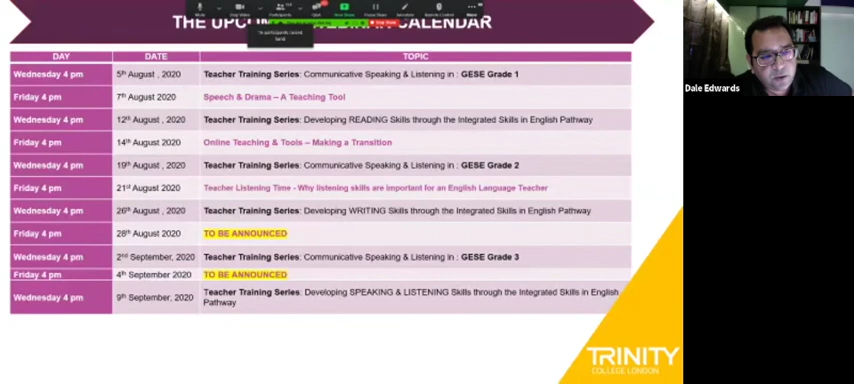 THE UPCO
CALENDAR
DAY DATE TOPIC
Wednesday 4 pm 5th August , 2020 Teacher Training Series: Communicative Speaking & Listening in : GESE Grade 1
Friday 4 pm 7th August 2020 Speech & Drama – A Teaching Tool
Wednesday 4 pm 12th August , 2020 Teacher Training Series: Developing READING Skills through the Integrated Skills in English Pathway
Friday 4 pm 14th August 2020 Online Teaching & Tools – Making a Transition
Wednesday 4 pm 19th August , 2020 Teacher Training Series: Communicative Speaking & Listening in : GESE Grade 2
Friday 4 pm 21st August 2020 Teacher Listening Time - Why listening skills are important for an English Language Teacher
Wednesday 4 pm 26th August , 2020 Teacher Training Series: Developing WRITING Skills through the Integrated Skills in English Pathway
Friday 4 pm 28th August 2020 TO BE ANNOUNCED
Wednesday 4 pm 2nd September, 2020 Teacher Training Series: Communicative Speaking & Listening in : GESE Grade 3
Friday 4 pm 4th September 2020 TO BE ANNOUNCED
Wednesday 4 pm 9th September, 2020 Teacher Training Series: Developing SPEAKING & LISTENING Skills through the Integrated Skills in English
Pathway
TRINITY
COLLEGE LONDON
Dale Edwards